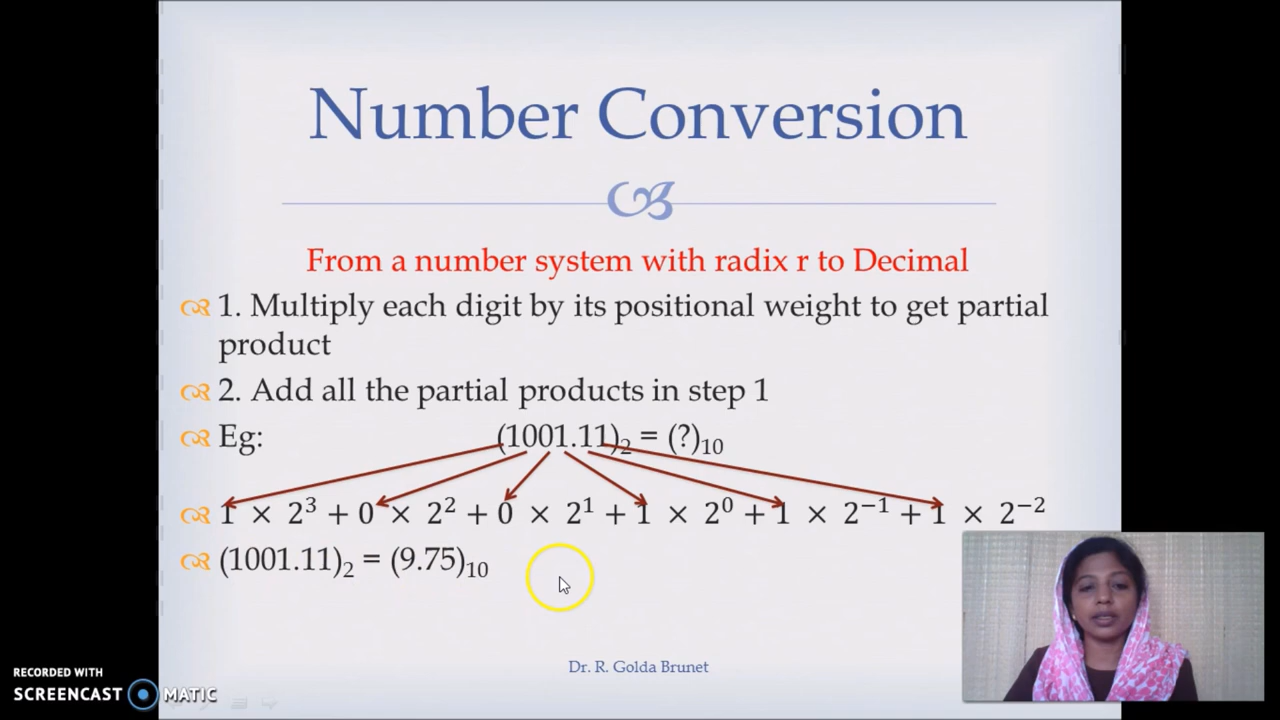 Number Conversion
From a number system with radix r to Decimal
1. Multiply each digit by its positional weight to get partial
product
2. Add all the partial products in step 1
Eg: (1001.11)₂ = (?)₁₀
1 × 2³ + 0 × 2² + 0 × 2¹ + 1 × 2⁰ + 1 × 2⁻¹ + 1 × 2⁻²
(1001.11)₂ = (9.75)₁₀
Dr. R. Golda Brunet
RECORDED WITH
SCREENCAST MATIC